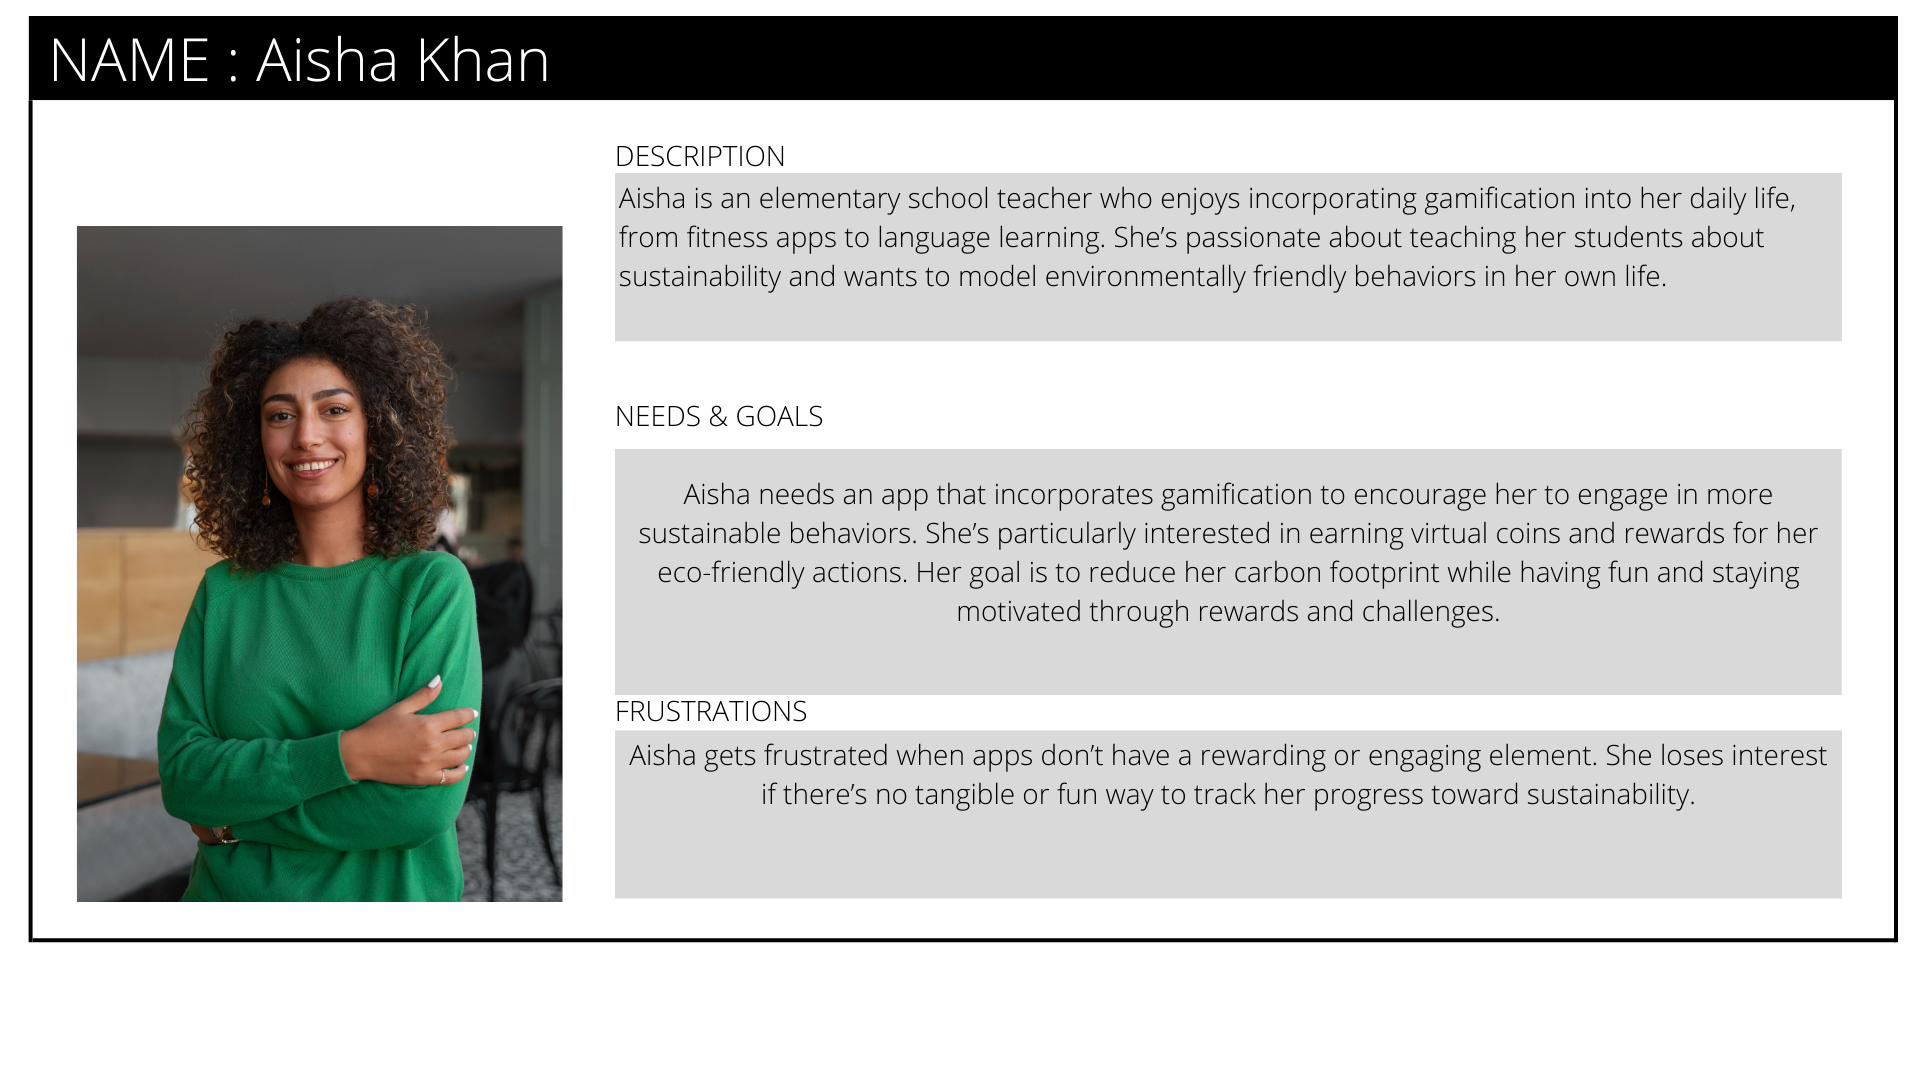 NAME : Aisha Khan
DESCRIPTION
Aisha is an elementary school teacher who enjoys incorporating gamification into her daily life,
from fitness apps to language learning. She’s passionate about teaching her students about
sustainability and wants to model environmentally friendly behaviors in her own life.
NEEDS & GOALS
Aisha needs an app that incorporates gamification to encourage her to engage in more
sustainable behaviors. She’s particularly interested in earning virtual coins and rewards for her
eco-friendly actions. Her goal is to reduce her carbon footprint while having fun and staying
motivated through rewards and challenges.
FRUSTRATIONS
Aisha gets frustrated when apps don’t have a rewarding or engaging element. She loses interest
if there’s no tangible or fun way to track her progress toward sustainability.